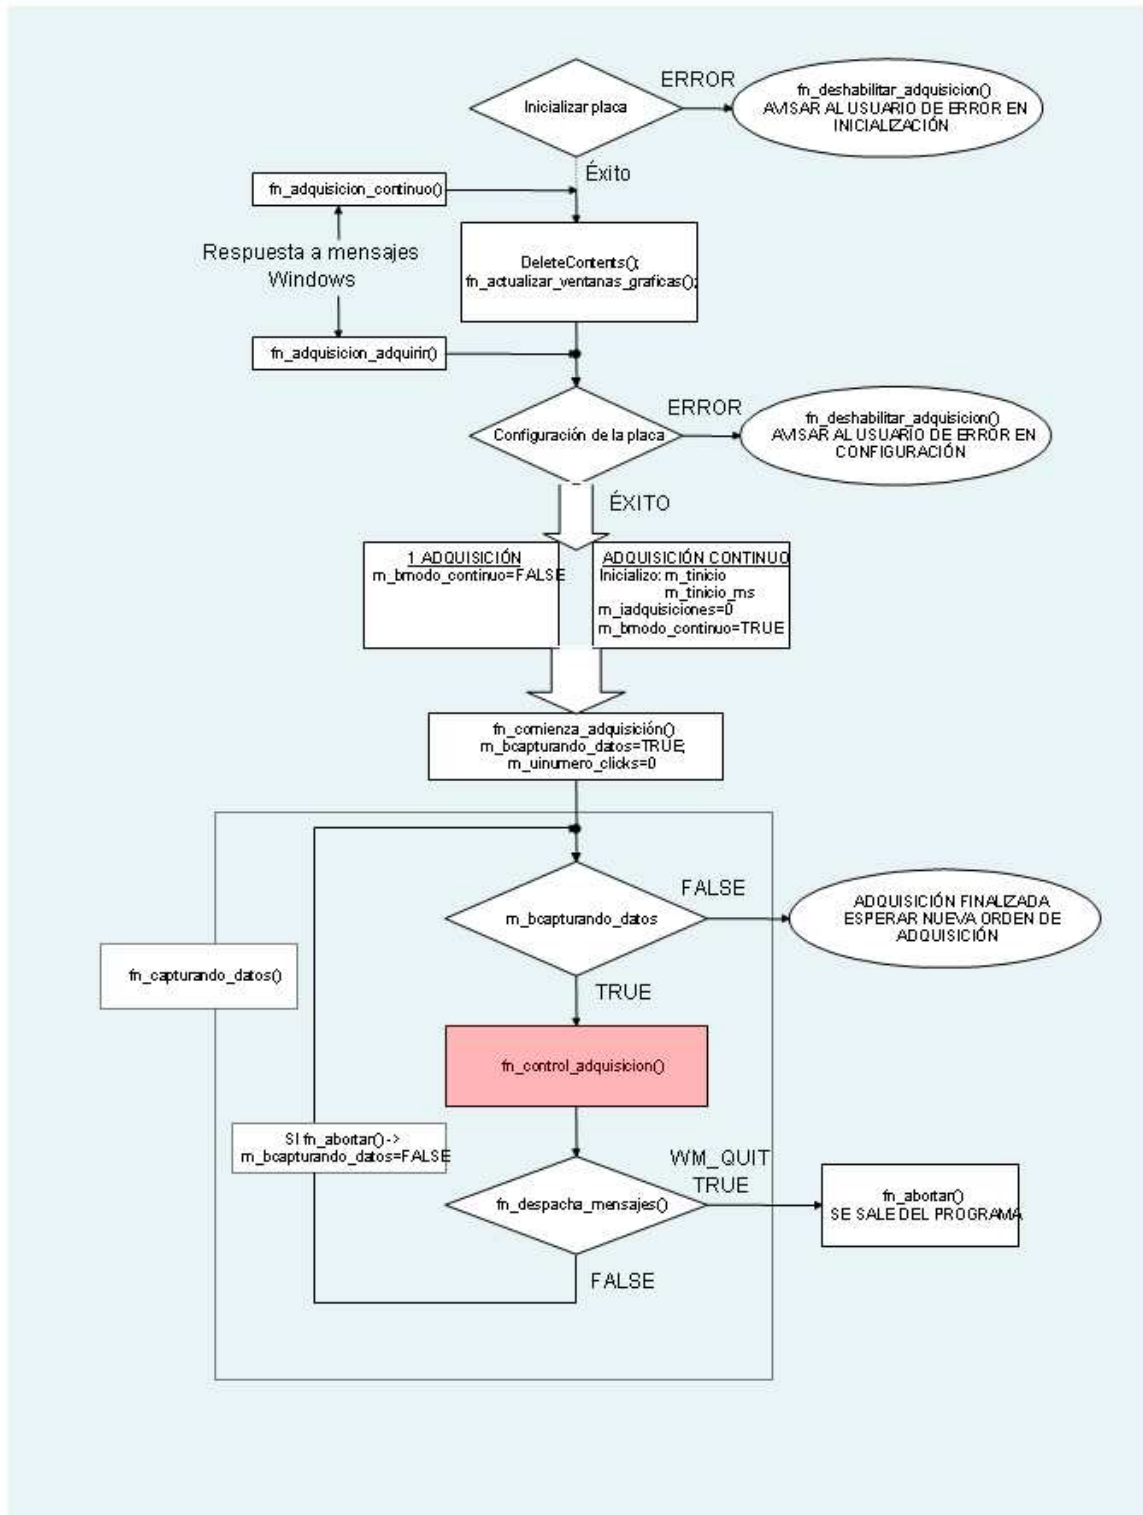 ERROR
Inicializar placa
fn_deshabilitar_adquisicion()
AVISAR AL USUARIO DE ERROR EN
INICIALIZACIÓN
Éxito
fn_adquisicion_continuo()
Respuesta a mensajes
Windows
DeleteContents();
fn_actualizar_ventanas_graficas();
fn_adquisicion_adquirir()
ERROR
Configuración de la placa
fn_deshabilitar_adquisicion()
AVISAR AL USUARIO DE ERROR EN
CONFIGURACIÓN
ÉXITO
1 ADQUISICIÓN
m_bmodo_continuo=FALSE
ADQUISICIÓN CONTINUO
Inicializo: m_tinicio
m_tinicio_ms
m_iadquisiciones=0
m_bmodo_continuo=TRUE
fn_comienza_adquisición()
m_bcapturando_datos=TRUE;
m_uinumero_clicks=0
FALSE
m_bcapturando_datos
ADQUISICIÓN FINALIZADA
ESPERAR NUEVA ORDEN DE
ADQUISICIÓN
fn_capturando_datos()
TRUE
fn_control_adquisicion()
SI fn_abortar() ->
m_bcapturando_datos=FALSE
WM_QUIT
TRUE
fn_despacha_mensajes()
fn_abortar()
SE SALE DEL PROGRAMA
FALSE